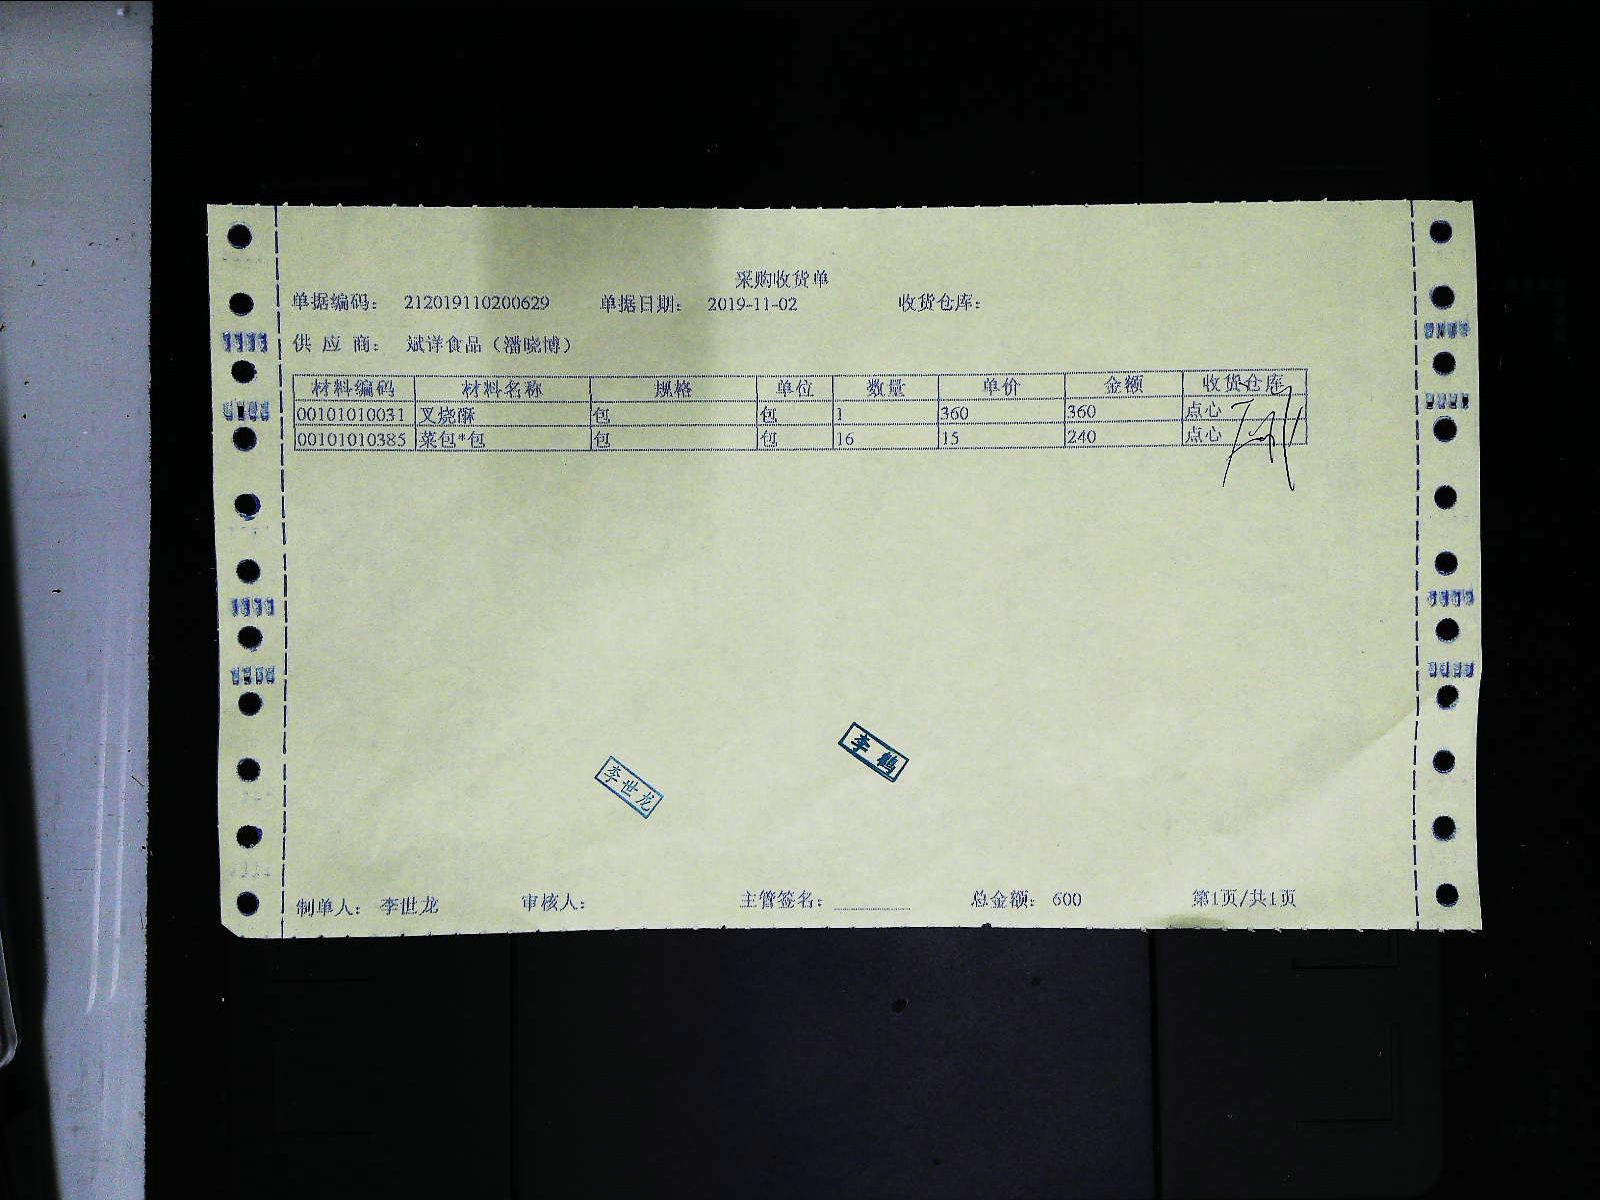 采购收货单
单据编码： 212019110200629 单据日期： 2019-11-02 收货仓库：
供 应 商： 斌详食品（潘晓博）
材料编码 材料名称 规格 单位 数量 单价 金额 收货仓库
00101010031 叉烧酥 包 包 1 360 360 点心
00101010385 菜包*包 包 包 16 15 240 点心
李鹤
李世龙
制单人： 李世龙 审核人： 主管签名：________ 总金额： 600 第1页/共1页